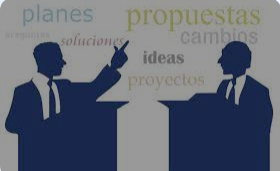 planes propuestas
cambios
soluciones
ideas
proyectos